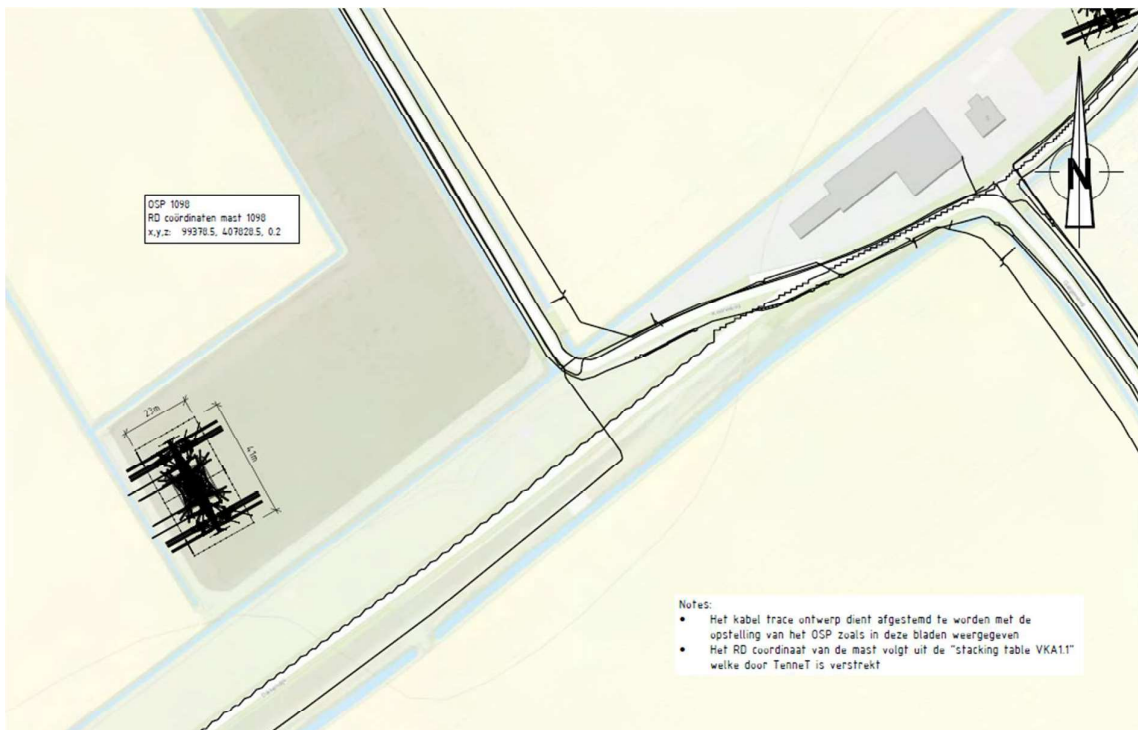 OSP 1098
RD coördinaten mast 1098
x,y,z: 99378.5, 407828.5, 0.2
N
23m
41m
Notes:
• Het kabel trace ontwerp dient afgestemd te worden met de
opstelling van het OSP zoals in deze bladen weergegeven
• Het RD coordinaat van de mast volgt uit de "stacking table VKA1.1"
welke door TenneT is verstrekt